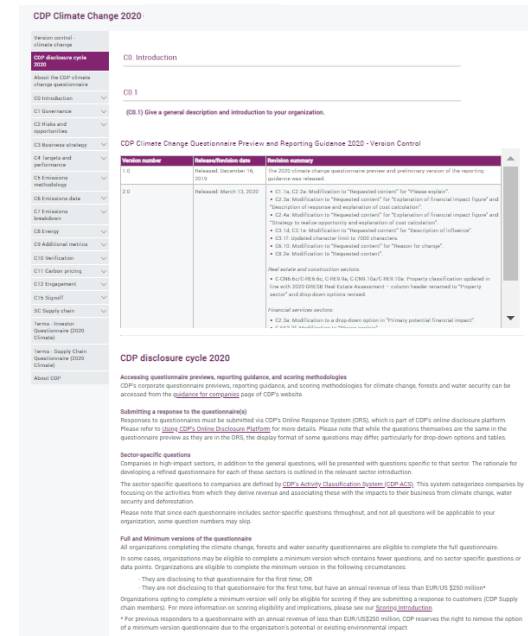 CDP Climate Change 2020
Version control -
climate change
CDP disclosure cycle
2020
About the CDP climate
change questionnaire
C0 Introduction
C1 Governance
C2 Risks and
opportunities
C3 Business strategy
C4 Targets and
performance
C5 Emissions
methodology
C6 Emissions data
C7 Emissions
breakdown
C8 Energy
C9 Additional metrics
C10 Verification
C11 Carbon pricing
C12 Engagement
C15 Signoff
SC Supply chain
Terms - Investor
Questionnaire (2020
Climate)
Terms - Supply Chain
Questionnaire (2020
Climate)
About CDP
C0. Introduction
C0.1
(C0.1) Give a general description and introduction to your organization.
CDP Climate Change Questionnaire Preview and Reporting Guidance 2020 - Version Control
Version number Release/Revision date Revision summary
1.0 Released: December 16, The 2020 climate change questionnaire preview and preliminary version of the reporting
2019 guidance was released.
2.0 Released: March 13, 2020 • C1.1a, C2.2a: Modification to "Requested content" for "Please explain".
• C2.3a: Modification to "Requested content" for "Explanation of financial impact figure" and
"Description of response and explanation of cost calculation".
• C2.4a: Modification to "Requested content" for "Explanation of financial impact figure" and
"Strategy to realize opportunity and explanation of cost calculation".
• C3.1d, C3.1e: Modification to "Requested content" for "Description of influence".
• C3.1f: Updated character limit to 7000 characters.
• C6.10: Modification to "Requested content" for "Reason for change".
• C8.2e: Modification to "Requested content".
Real estate and construction sectors:
• C-CN6.6c/C-RE6.6c, C-RE9.9a, C-CN9.10a/C-RE9.10a: Property classification updated in
line with 2020 GRESB Real Estate Assessment – column header renamed to "Property
sector" and drop down options revised.
Financial services sectors:
• C2.3a: Modification to a drop-down option in "Primary potential financial impact".
CDP disclosure cycle 2020
Accessing questionnaire previews, reporting guidance, and scoring methodologies
CDP's corporate questionnaire previews, reporting guidance, and scoring methodologies for climate change, forests and water security can be
accessed from the guidance for companies page of CDP's website.
Submitting a response to the questionnaire(s)
Responses to questionnaires must be submitted via CDP's Online Response System (ORS), which is part of CDP's online disclosure platform.
Please refer to Using CDP's Online Disclosure Platform for more details. Please note that while the questions themselves are the same in the
questionnaire preview as they are in the ORS, the display format of some questions may differ, particularly for drop-down options and tables.
Sector-specific questions
Companies in high-impact sectors, in addition to the general questions, will be presented with questions specific to that sector. The rationale for
developing a refined questionnaire for each of these sectors is outlined in the relevant sector introduction.
The sector-specific questions to companies are defined by CDP's Activity Classification System (CDP-ACS). This system categorizes companies by
focusing on the activities from which they derive revenue and associating these with the impacts to their business from climate change, water
security and deforestation.
Please note that since each questionnaire includes sector-specific questions throughout, and not all questions will be applicable to your
organization, some question numbers may skip.
Full and Minimum versions of the questionnaire
All organizations completing the climate change, forests and water security questionnaires are eligible to complete the full questionnaire.
In some cases, organizations may be eligible to complete a minimum version which contains fewer questions, and no sector-specific questions or
data points. Organizations are eligible to complete the minimum version in the following circumstances:
· They are disclosing to that questionnaire for the first time; OR
· They are not disclosing to that questionnaire for the first time, but have an annual revenue of less than EUR/US $250 million*
Organizations opting to complete a minimum version will only be eligible for scoring if they are submitting a response to customers (CDP Supply
chain members). For more information on scoring eligibility and implications, please see our Scoring Introduction.
* For previous responders to a questionnaire with an annual revenue of less than EUR/US$250 million, CDP reserves the right to remove the option
of a minimum version questionnaire due to the organization's potential or existing environmental impact.